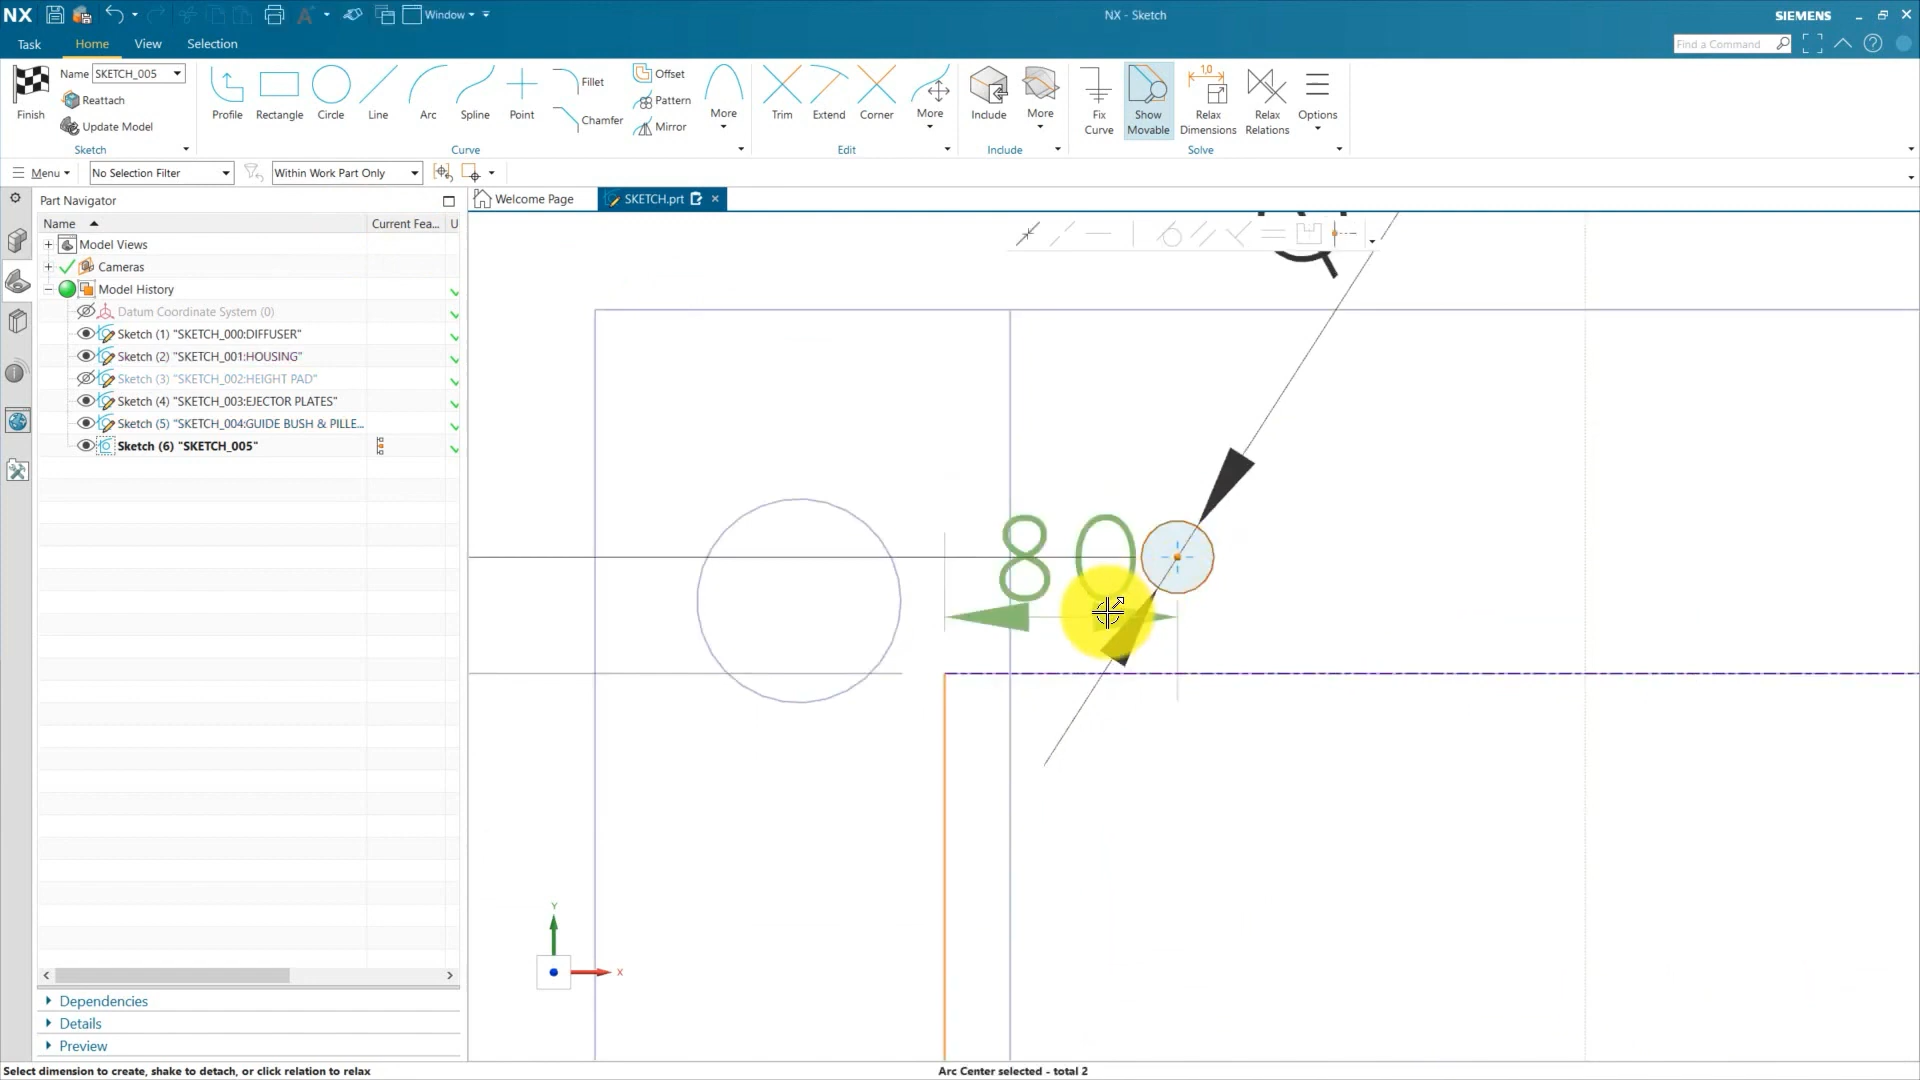 NX
Window
NX - Sketch
SIEMENS
Task
Home
View
Selection
Find a Command
Finish
Name
SKETCH_005
Reattach
Update Model
Sketch
Profile
Rectangle
Circle
Line
Arc
Spline
Point
Fillet
Chamfer
Offset
Pattern
Mirror
More
Curve
Trim
Extend
Corner
More
Edit
Include
More
Include
Fix
Curve
Show
Movable
1,0
Relax
Dimensions
Relax
Relations
Options
Solve
Menu
No Selection Filter
Within Work Part Only
Part Navigator
Welcome Page
SKETCH.prt
Name
Current Fea...
U
Model Views
Cameras
Model History
Datum Coordinate System (0)
Sketch (1) "SKETCH_000:DIFFUSER"
Sketch (2) "SKETCH_001:HOUSING"
Sketch (3) "SKETCH_002:HEIGHT PAD"
Sketch (4) "SKETCH_003:EJECTOR PLATES"
Sketch (5) "SKETCH_004:GUIDE BUSH & PILLE...
Sketch (6) "SKETCH_005"
80
Y
X
Dependencies
Details
Preview
Select dimension to create, shake to detach, or click relation to relax
Arc Center selected - total 2